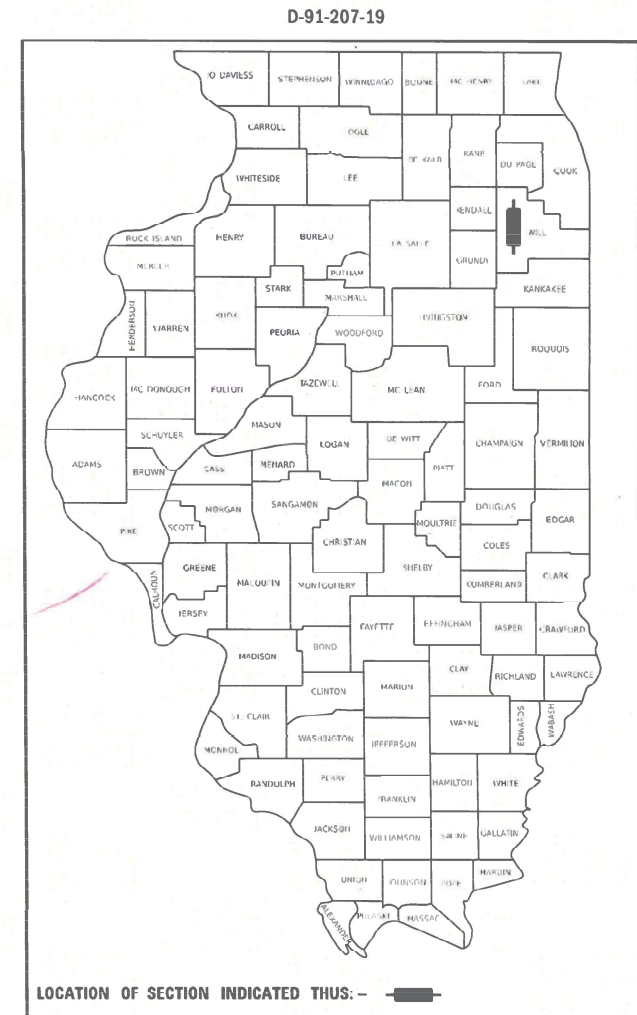 D-91-207-19
O DAVIESS STEPHENSON WINNEBAGO BOONE MC HENRY LAKE
CARROLL OGLE DE KALB KANE DU PAGE COOK
WHITESIDE LEE
KENDALL WILL
ROCK ISLAND HENRY BUREAU LA SALLE GRUNDY
MERCER PUTNAM KANKAKEE
STARK MARSHALL
HENDERSON WARREN KNOX PEORIA WOODFORD LIVINGSTON
ROQUOIS
HANCOCK MC DONOUGH FULTON TAZEWELL MC LEAN FORD
MASON
SCHUYLER LOGAN DE WITT CHAMPAIGN VERMILION
ADAMS BROWN CASS MENARD MACON PIATT
PIKE SCOTT MORGAN SANGAMON MOULTRIE DOUGLAS EDGAR
CHRISTIAN COLES
CALHOUN GREENE MACOUPIN MONTGOMERY SHELBY CUMBERLAND CLARK
JERSEY FAYETTE EFFINGHAM JASPER CRAWFORD
MADISON BOND
CLINTON MARION CLAY RICHLAND LAWRENCE
ST. CLAIR WAYNE EDWARDS WABASH
MONROE WASHINGTON JEFFERSON
RANDOLPH PERRY HAMILTON WHITE
FRANKLIN
JACKSON WILLIAMSON SALINE GALLATIN
UNION JOHNSON POPE HARDIN
ALEXANDER PULASKI MASSAC
LOCATION OF SECTION INDICATED THUS: -